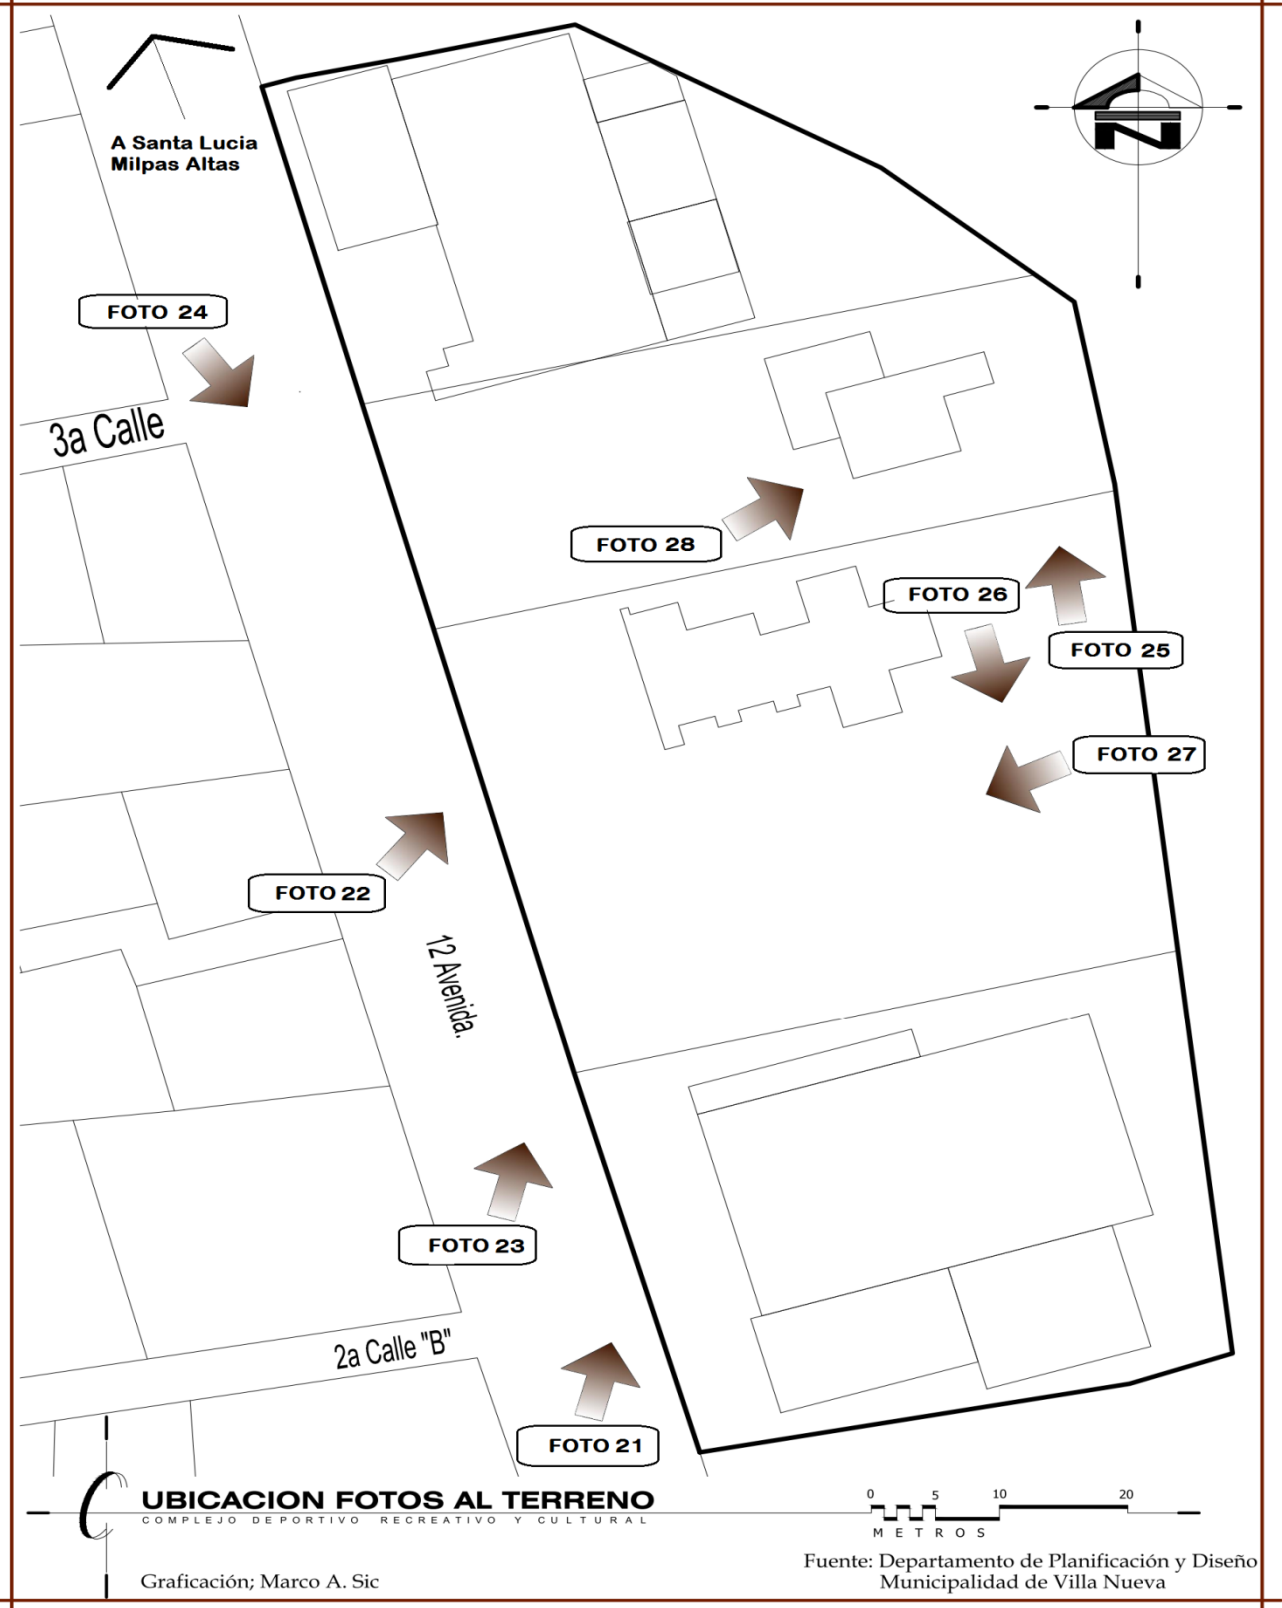 A Santa Lucia
Milpas Altas
N
FOTO 24
3a Calle
FOTO 28
FOTO 26
FOTO 25
FOTO 27
FOTO 22
12 Avenida.
FOTO 23
2a Calle "B"
FOTO 21
UBICACION FOTOS AL TERRENO
COMPLEJO DEPORTIVO RECREATIVO Y CULTURAL
0 5 10 20
METROS
Fuente: Departamento de Planificación y Diseño
Municipalidad de Villa Nueva
Graficación; Marco A. Sic